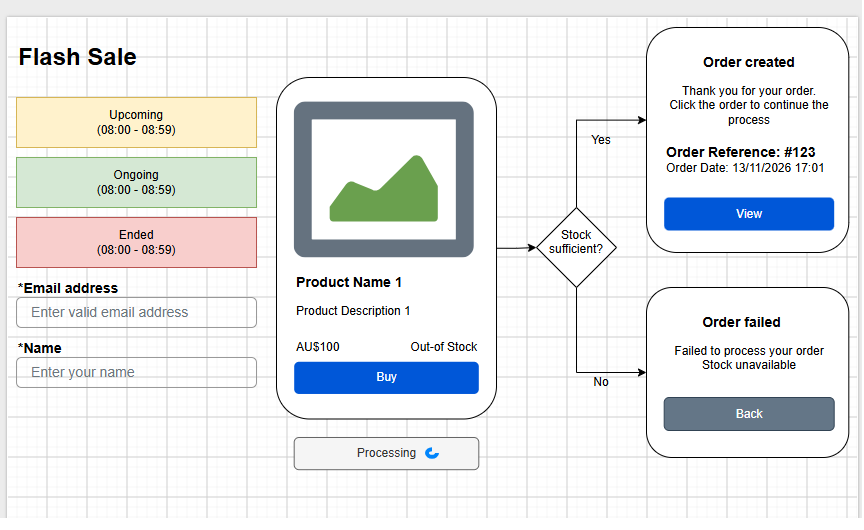 Flash Sale
Upcoming
(08:00 - 08:59)
Ongoing
(08:00 - 08:59)
Ended
(08:00 - 08:59)
*Email address
Enter valid email address
*Name
Enter your name
Product Name 1
Product Description 1
AU$100 Out-of Stock
Buy
Processing
Stock
sufficient?
Yes
No
Order created
Thank you for your order.
Click the order to continue the
process
Order Reference: #123
Order Date: 13/11/2026 17:01
View
Order failed
Failed to process your order
Stock unavailable
Back